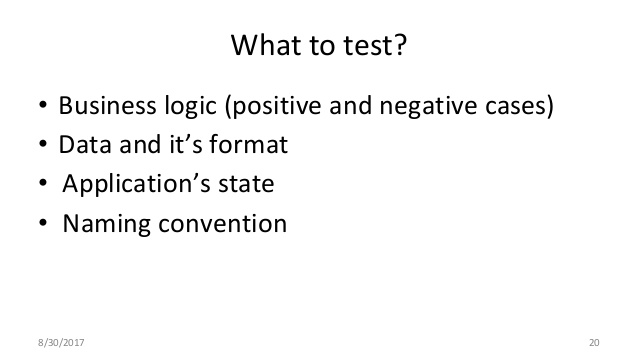 What to test?
• Business logic (positive and negative cases)
• Data and it’s format
• Application’s state
• Naming convention
8/30/2017
20